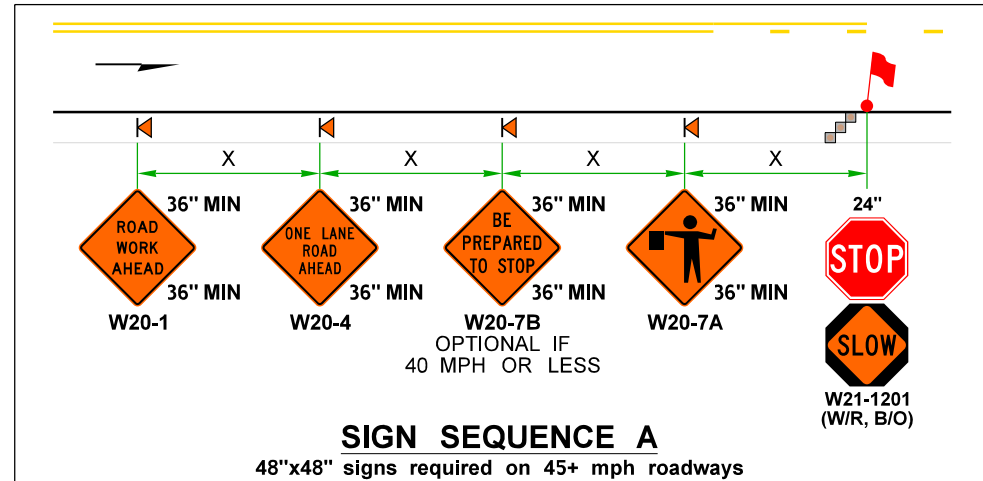 X X X X
36" MIN 36" MIN 36" MIN 36" MIN 24"
ROAD
WORK
AHEAD
ONE LANE
ROAD
AHEAD
BE
PREPARED
TO STOP
STOP
36" MIN 36" MIN 36" MIN 36" MIN
W20-1 W20-4 W20-7B W20-7A
OPTIONAL IF
40 MPH OR LESS
SLOW
W21-1201
(W/R, B/O)
SIGN SEQUENCE A
48"x48" signs required on 45+ mph roadways